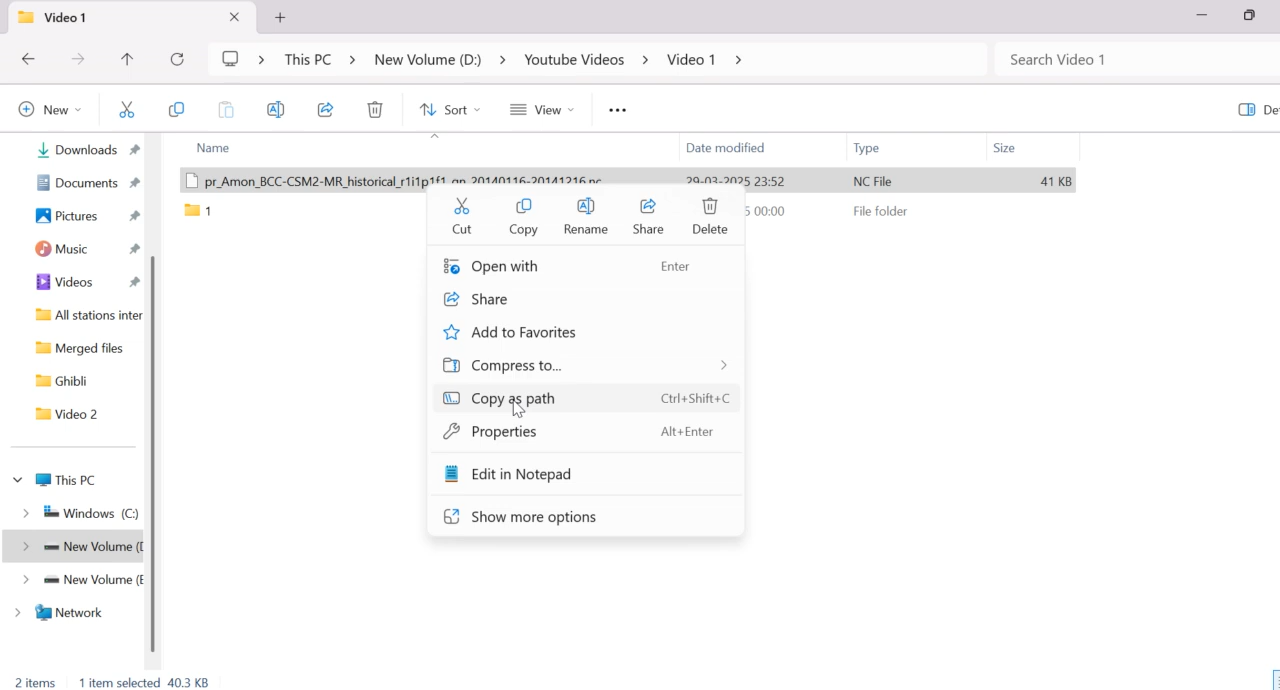 Video 1
This PC > New Volume (D:) > Youtube Videos > Video 1 >
Search Video 1
New
Sort
View
Name
Date modified
Type
Size
Downloads
Documents
Pictures
Music
Videos
All stations inter
Merged files
Ghibli
Video 2
This PC
Windows (C:)
New Volume (D
New Volume (E
Network
pr_Amon_BCC-CSM2-MR_historical_r1i1p1f1_gn_20140116-20141216.nc
29-03-2025 23:52
NC File
41 KB
1
5 00:00
File folder
Cut
Copy
Rename
Share
Delete
Open with Enter
Share
Add to Favorites
Compress to...
Copy as path Ctrl+Shift+C
Properties Alt+Enter
Edit in Notepad
Show more options
2 items
1 item selected 40.3 KB